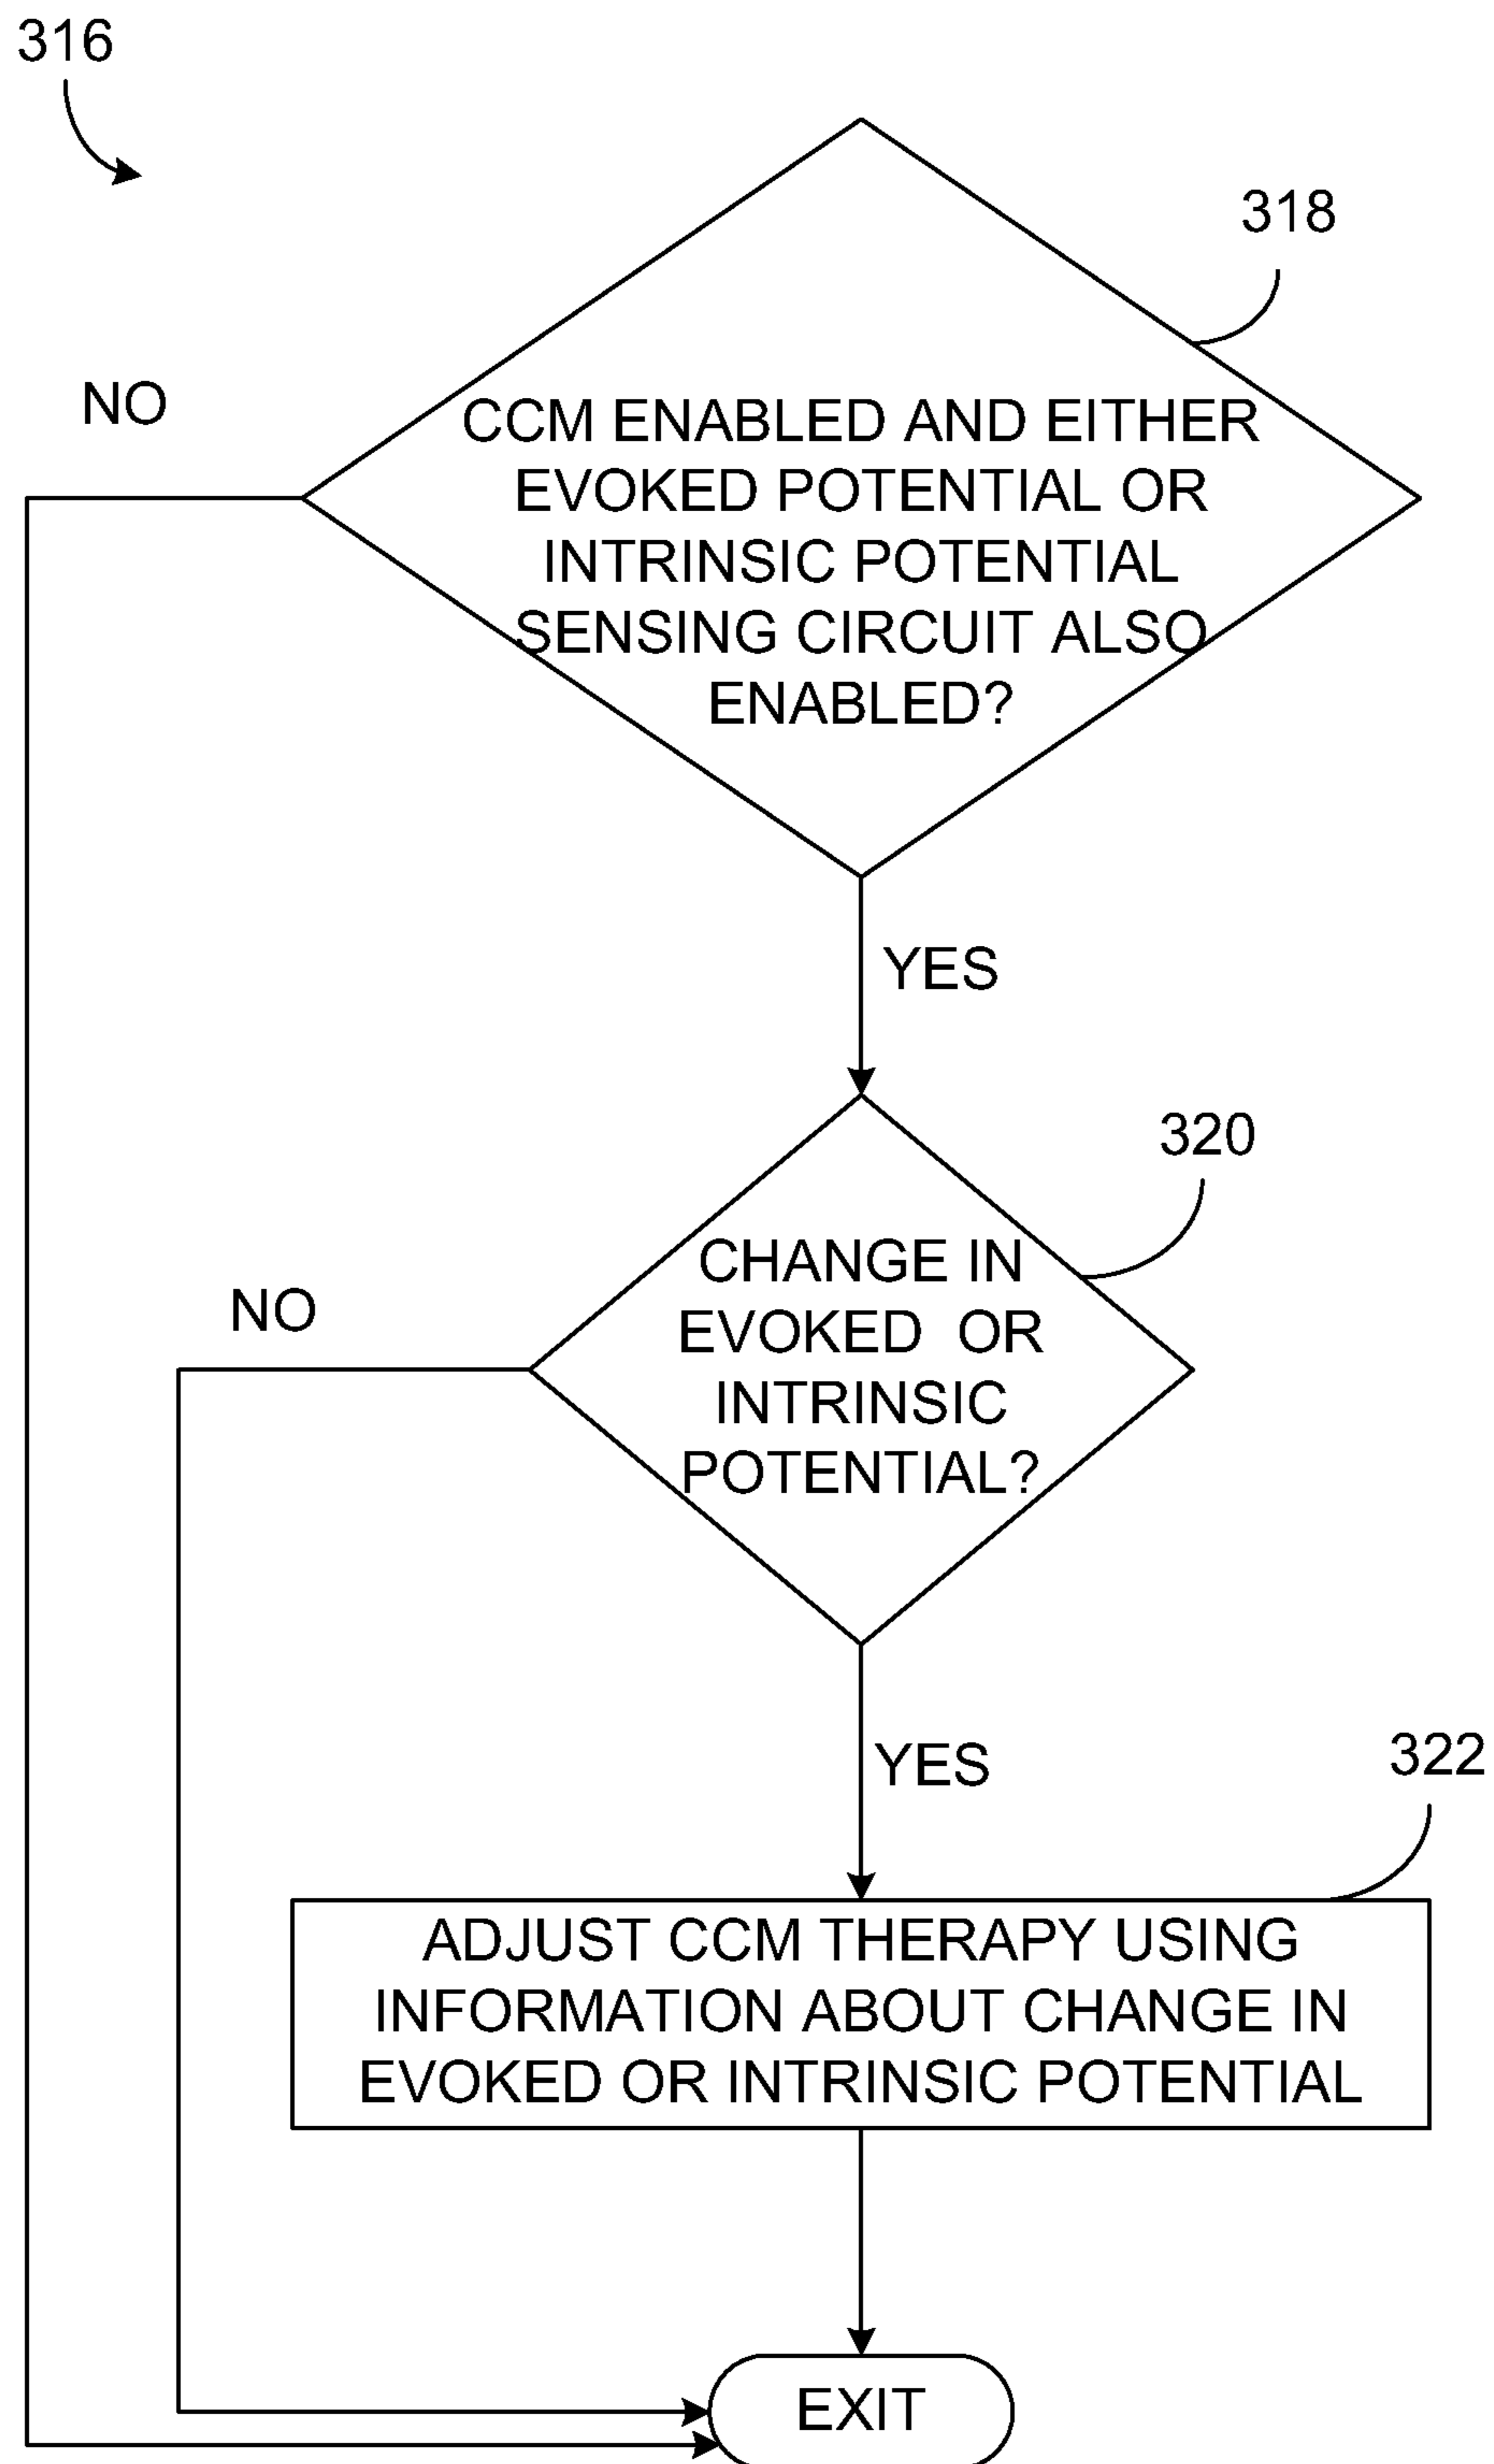 316
318
NO
CCM ENABLED AND EITHER
EVOKED POTENTIAL OR
INTRINSIC POTENTIAL
SENSING CIRCUIT ALSO
ENABLED?
YES
320
CHANGE IN
EVOKED OR
INTRINSIC
POTENTIAL?
NO
YES
322
ADJUST CCM THERAPY USING
INFORMATION ABOUT CHANGE IN
EVOKED OR INTRINSIC POTENTIAL
EXIT